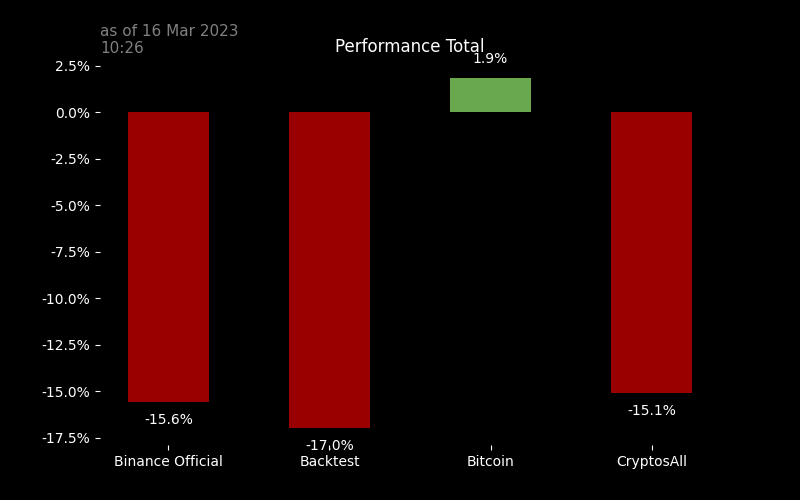 as of 16 Mar 2023
10:26
Performance Total
1.9%
2.5%
0.0%
-2.5%
-5.0%
-7.5%
-10.0%
-12.5%
-15.0%
-17.5%
-15.6%
-17.0%
-15.1%
Binance Official
Backtest
Bitcoin
CryptosAll